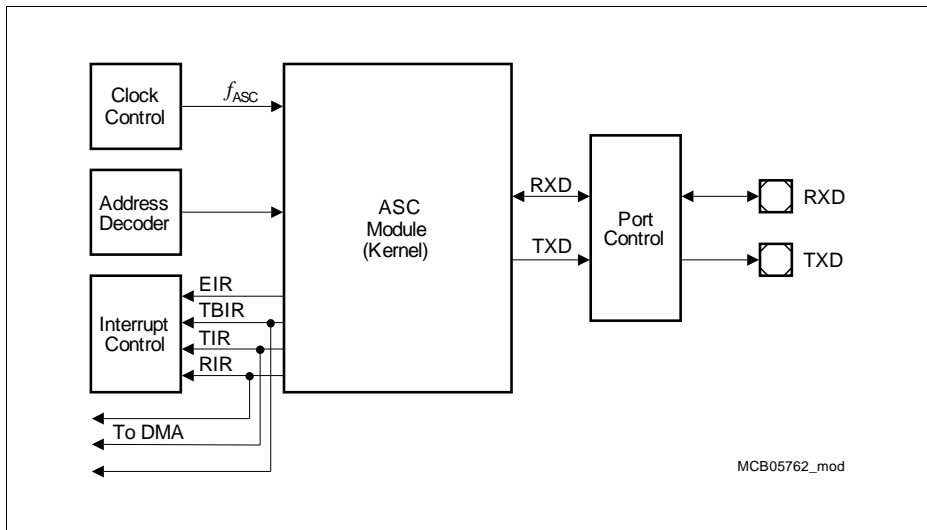 Clock
Control
fASC
Address
Decoder
Interrupt
Control
EIR
TBIR
TIR
RIR
To DMA
ASC
Module
(Kernel)
RXD
TXD
Port
Control
RXD
TXD
MCB05762_mod